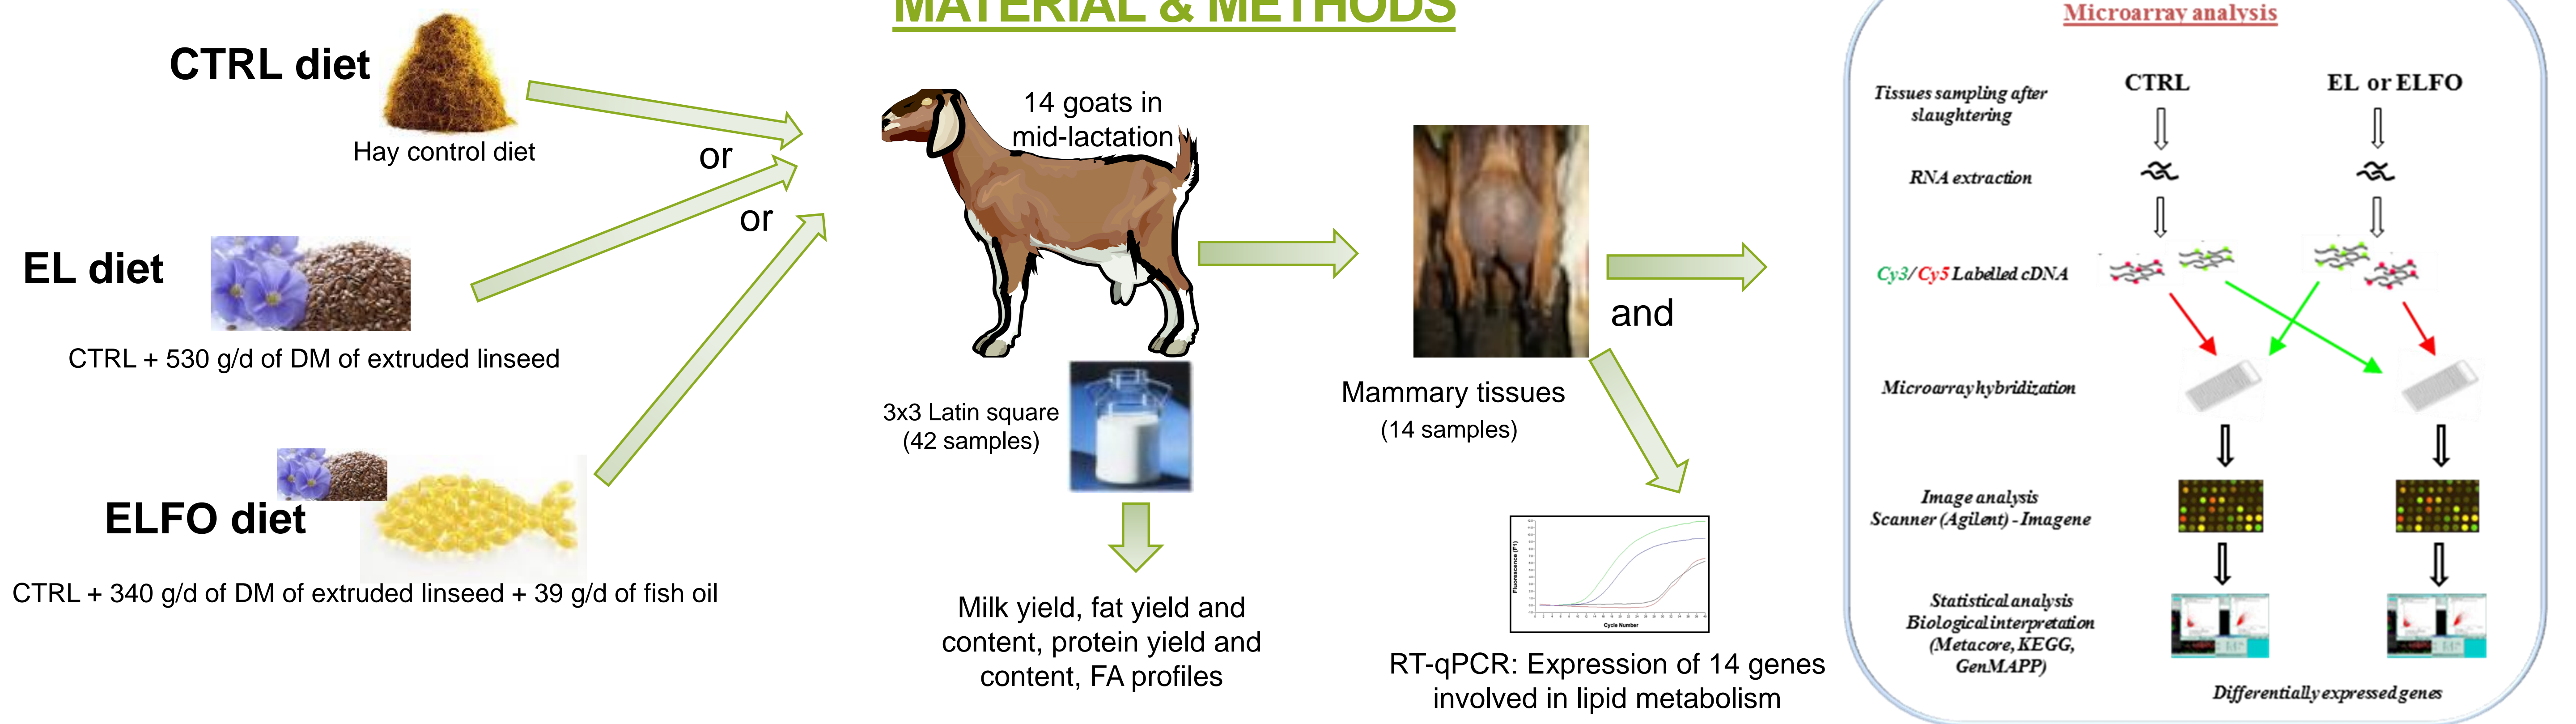 MATERIAL & METHODS
CTRL diet
Hay control diet
or
EL diet
CTRL + 530 g/d of DM of extruded linseed
or
ELFO diet
CTRL + 340 g/d of DM of extruded linseed + 39 g/d of fish oil
14 goats in
mid-lactation
3x3 Latin square
(42 samples)
Milk yield, fat yield and
content, protein yield and
content, FA profiles
Mammary tissues
(14 samples)
and
Fluorescence (F1)
Cycle Number
RT-qPCR: Expression of 14 genes
involved in lipid metabolism
Microarray analysis
CTRL
EL or ELFO
Tissues sampling after
slaughtering
RNA extraction
Cy3/Cy5 Labelled cDNA
Microarray hybridization
Image analysis
Scanner (Agilent) - Imagene
Statistical analysis
Biological interpretation
(Metacore, KEGG,
GenMAPP)
Differentially expressed genes